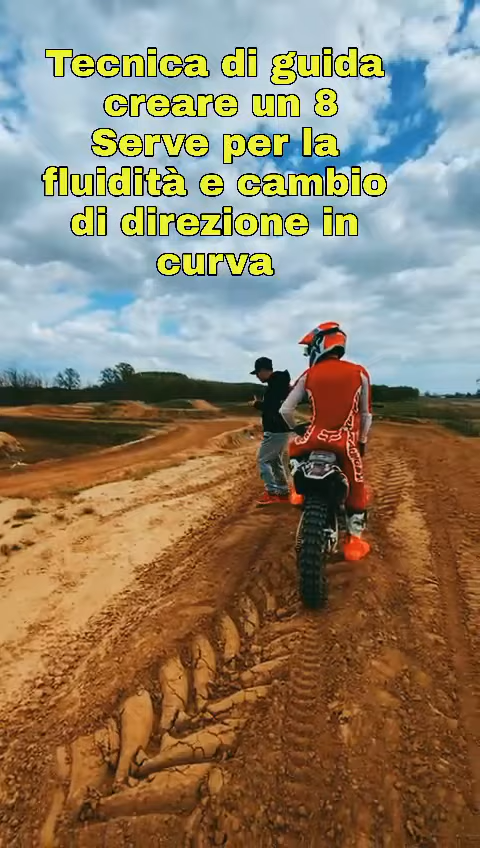 Tecnica di guida
creare un 8
Serve per la
fluidità e cambio
di direzione in
curva